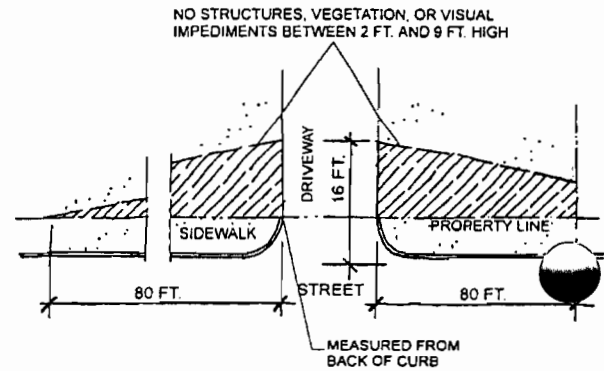 NO STRUCTURES, VEGETATION, OR VISUAL
IMPEDIMENTS BETWEEN 2 FT. AND 9 FT. HIGH
DRIVEWAY
16 FT.
SIDEWALK
PROPERTY LINE
80 FT.
STREET
80 FT.
MEASURED FROM
BACK OF CURB